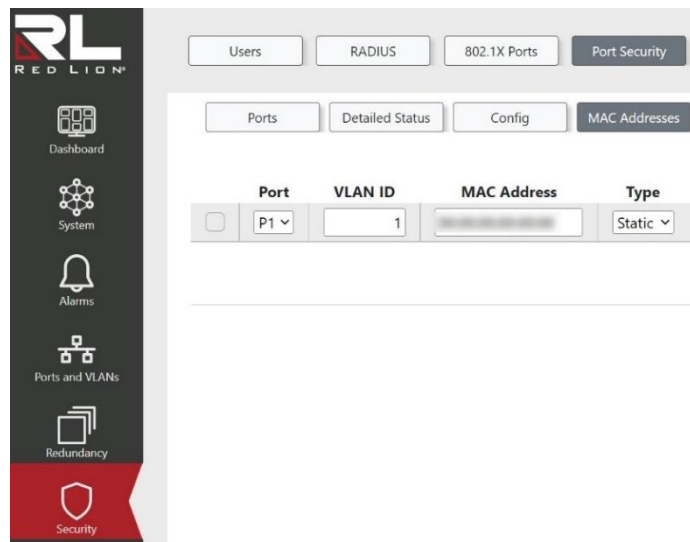 RL
RED LION®
Users RADIUS 802.1X Ports Port Security
Ports Detailed Status Config MAC Addresses
Dashboard
System
Alarms
Ports and VLANs
Redundancy
Security
Port VLAN ID MAC Address Type
P1 1 Static